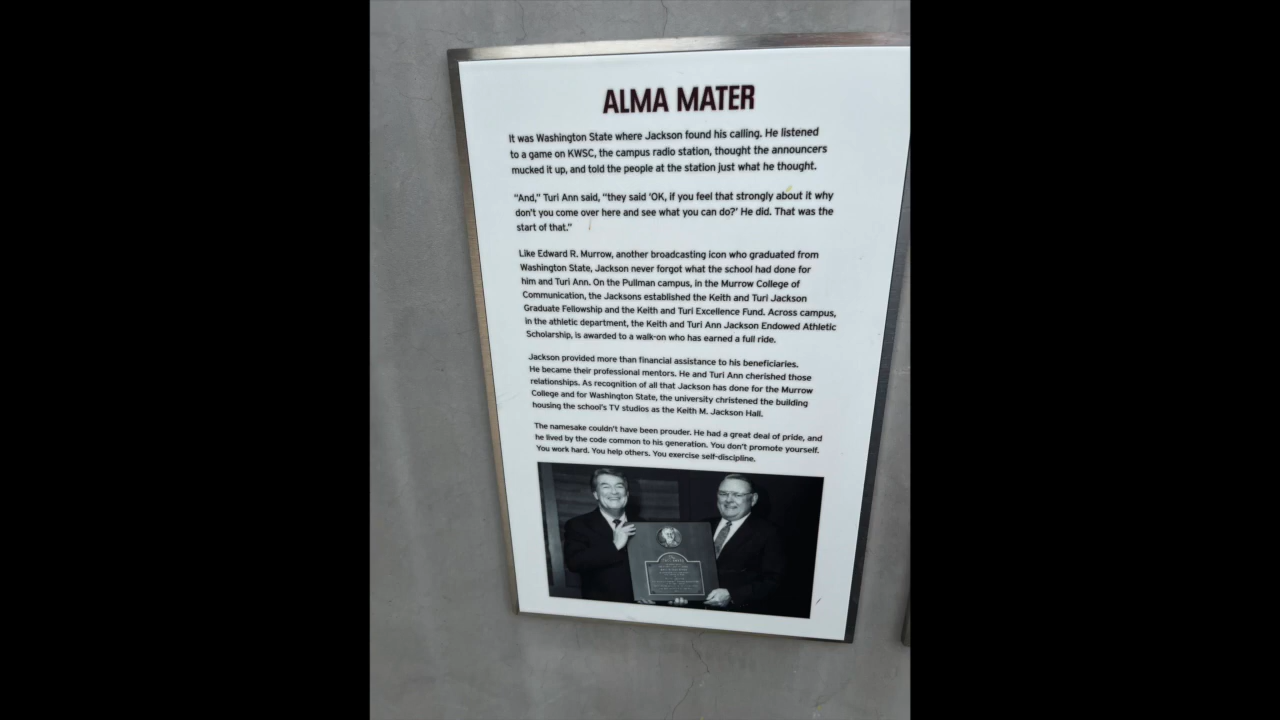 ALMA MATER
It was Washington State where Jackson found his calling. He listened
to a game on KWSC, the campus radio station, thought the announcers
mucked it up, and told the people at the station just what he thought.
"And," Turi Ann said, "they said 'OK, if you feel that strongly about it why
don't you come over here and see what you can do?' He did. That was the
start of that."
Like Edward R. Murrow, another broadcasting icon who graduated from
Washington State, Jackson never forgot what the school had done for
him and Turi Ann. On the Pullman campus, in the Murrow College of
Communication, the Jacksons established the Keith and Turi Jackson
Graduate Fellowship and the Keith and Turi Excellence Fund. Across campus,
in the athletic department, the Keith and Turi Ann Jackson Endowed Athletic
Scholarship, is awarded to a walk-on who has earned a full ride.
Jackson provided more than financial assistance to his beneficiaries.
He became their professional mentors. He and Turi Ann cherished those
relationships. As recognition of all that Jackson has done for the Murrow
College and for Washington State, the university christened the building
housing the school's TV studios as the Keith M. Jackson Hall.
The namesake couldn't have been prouder. He had a great deal of pride, and
he lived by the code common to his generation. You don't promote yourself.
You work hard. You help others. You exercise self-discipline.